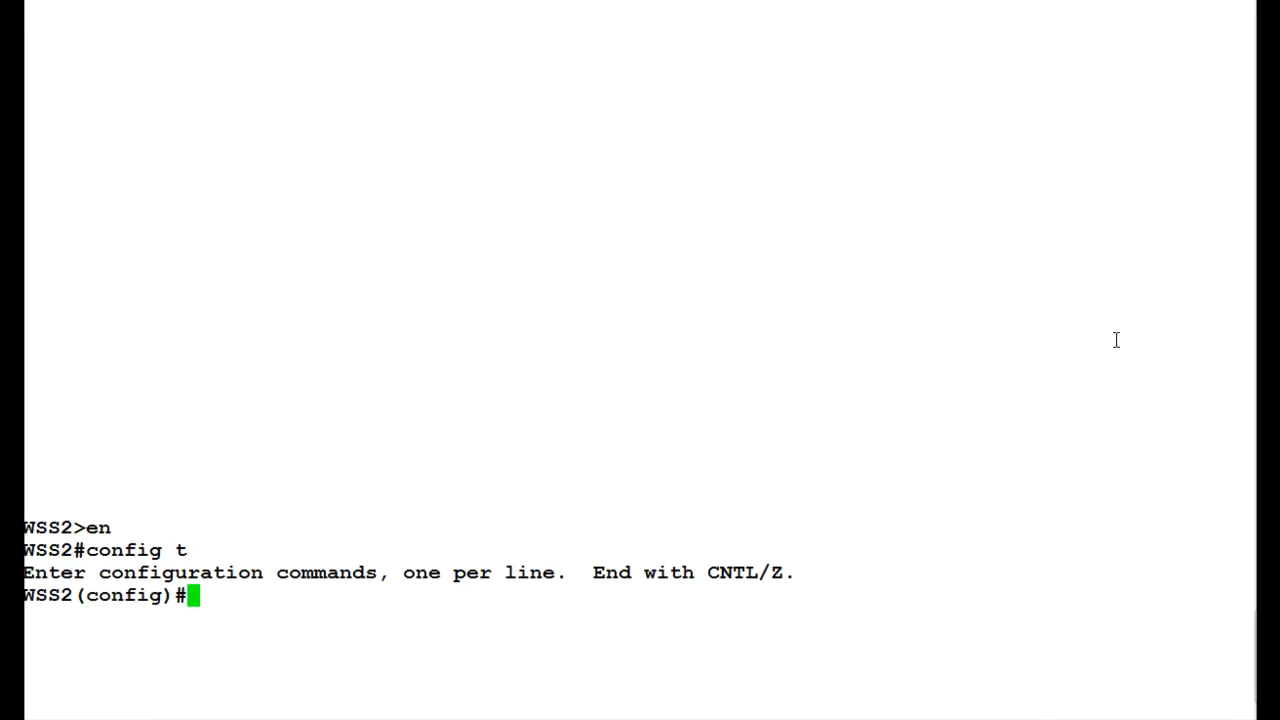 WSS2>en
WSS2#config t
Enter configuration commands, one per line.  End with CNTL/Z.
WSS2(config)#